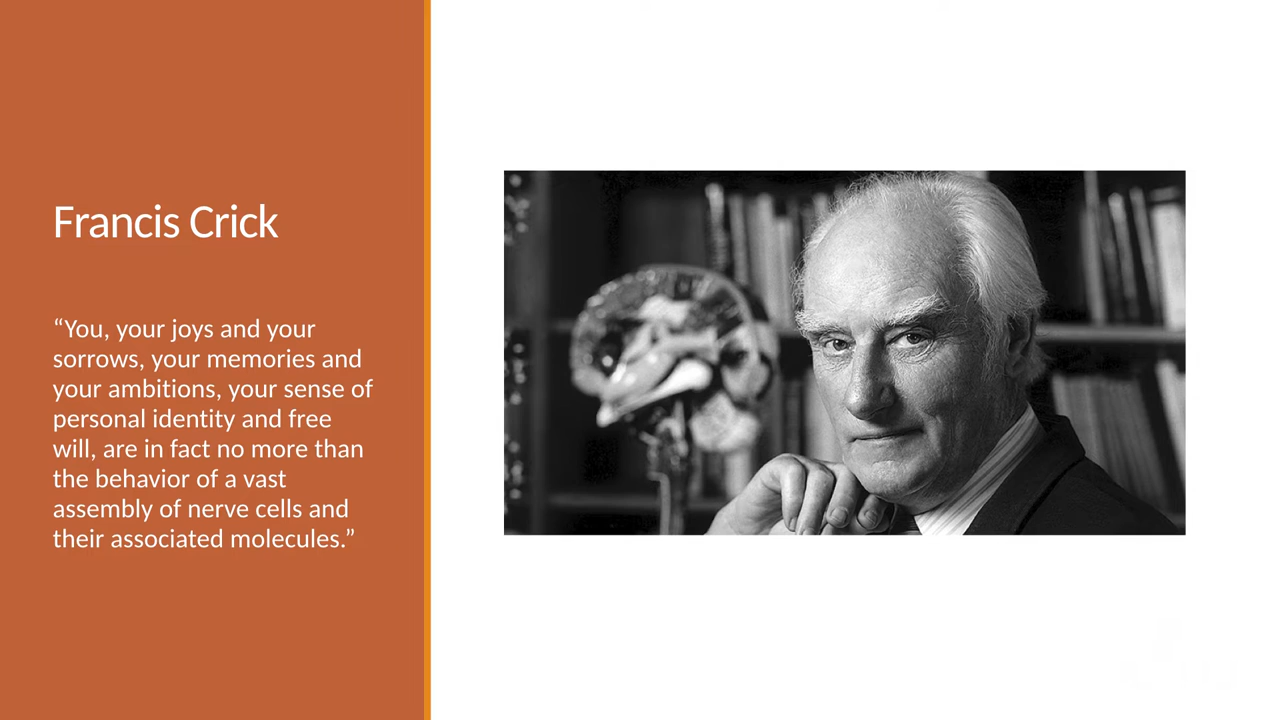 Francis Crick
“You, your joys and your
sorrows, your memories and
your ambitions, your sense of
personal identity and free
will, are in fact no more than
the behavior of a vast
assembly of nerve cells and
their associated molecules.”